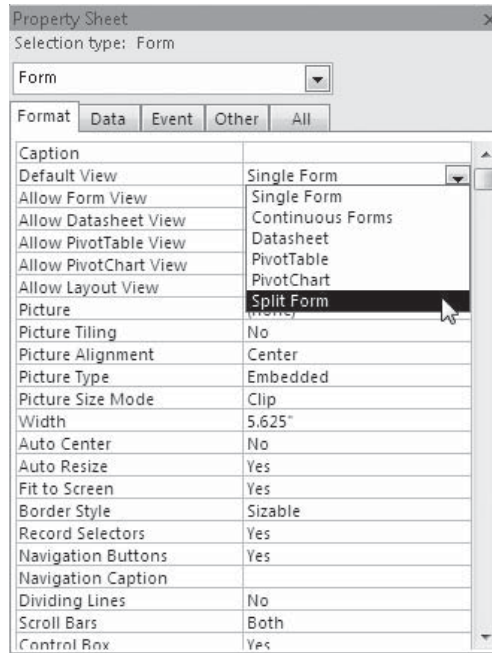 Property Sheet
Selection type: Form
Form
Format Data Event Other All
Caption
Default View Single Form
Allow Form View Single Form
Allow Datasheet View Continuous Forms
Allow PivotTable View Datasheet
Allow PivotChart View PivotTable
Allow Layout View PivotChart
Picture Split Form
Picture Tiling No
Picture Alignment Center
Picture Type Embedded
Picture Size Mode Clip
Width 5.625"
Auto Center No
Auto Resize Yes
Fit to Screen Yes
Border Style Sizable
Record Selectors Yes
Navigation Buttons Yes
Navigation Caption
Dividing Lines No
Scroll Bars Both
Control Box Yes